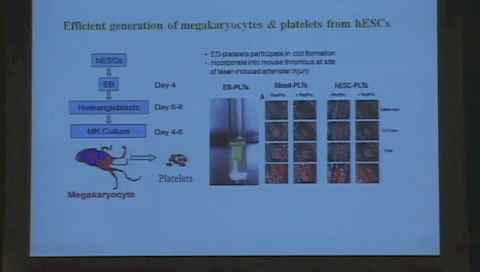 Efficient generation of megakaryocytes & platelets from hESCs
hESCs
EB
Day 4
Hemangioblasts
Day 6-8
MK Culture
Day 4-6
Platelets
Megakaryocyte
• ES-platelets participate in clot formation
• Incorporate into mouse thrombus at site
of laser-induced arteriolar injury
ES-PLTs
Blood-PLTs
hESC-PLTs
A